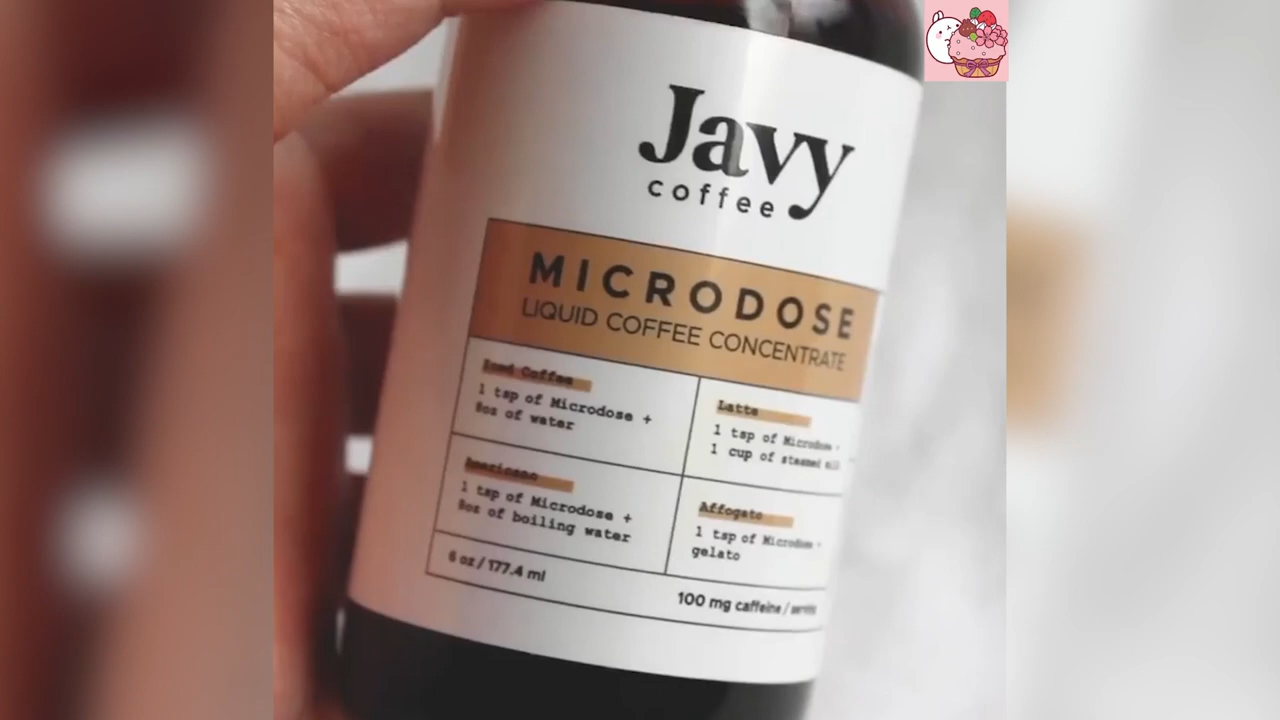 Javy
coffee
MICRODOSE
LIQUID COFFEE CONCENTRATE
Iced Coffee
1 tsp of Microdose +
8oz of water
Latte
1 tsp of Microdose +
1 cup of steamed milk
Americano
1 tsp of Microdose +
8oz of boiling water
Affogato
1 tsp of Microdose +
gelato
6 oz / 177.4 ml
100 mg caffeine / serving